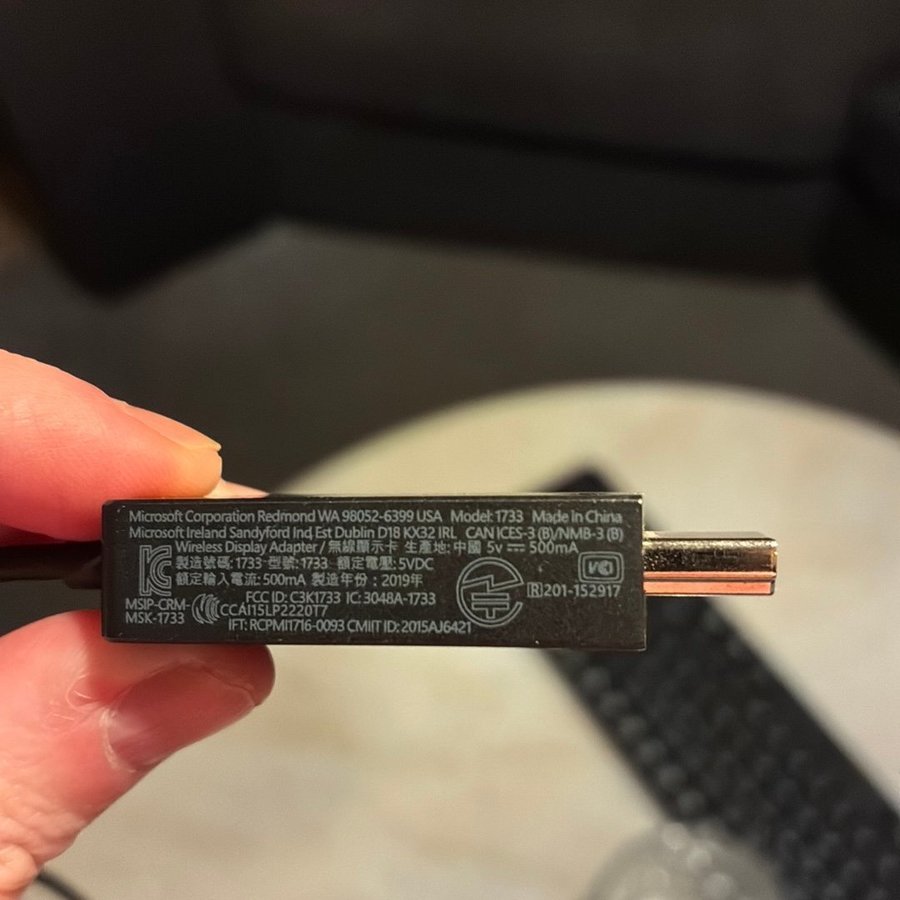 Microsoft Corporation Redmond WA 98052-6399 USA Model: 1733 Made in China
Microsoft Ireland Sandyford Ind Est Dublin D18 KX32 IRL CAN ICES-3 (B)/NMB-3 (B)
Wireless Display Adapter / 無線顯示卡 生產地: 中國 5v ⎓ 500mA
製造號碼: 1733 型號: 1733 額定電壓: 5VDC
額定輸入電流: 500mA 製造年份: 2019年
FCC ID: C3K1733 IC: 3048A-1733
R 201-152917
MSIP-CRM-
MSK-1733
CCAI15LP2220T7
IFT: RCPMI1716-0093 CMIIT ID: 2015AJ6421